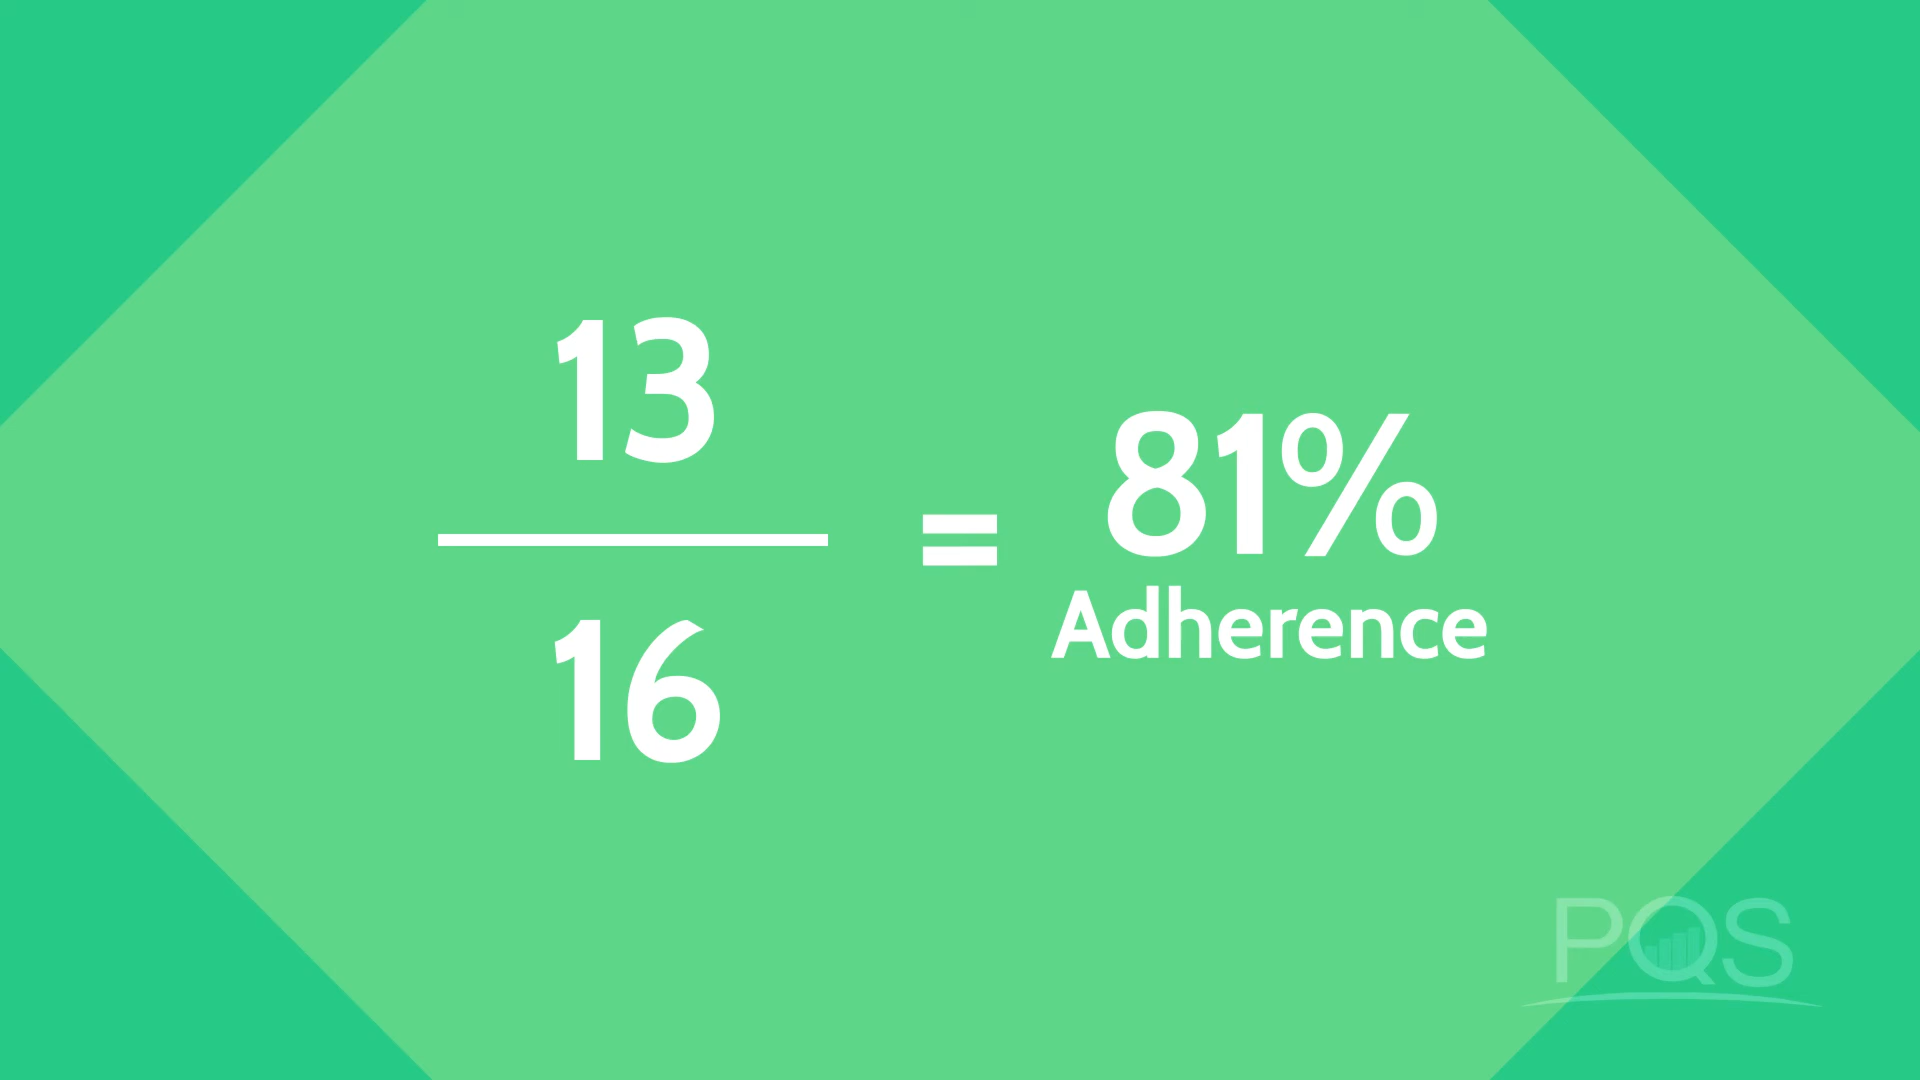 13
16
=
81%
Adherence
PQS